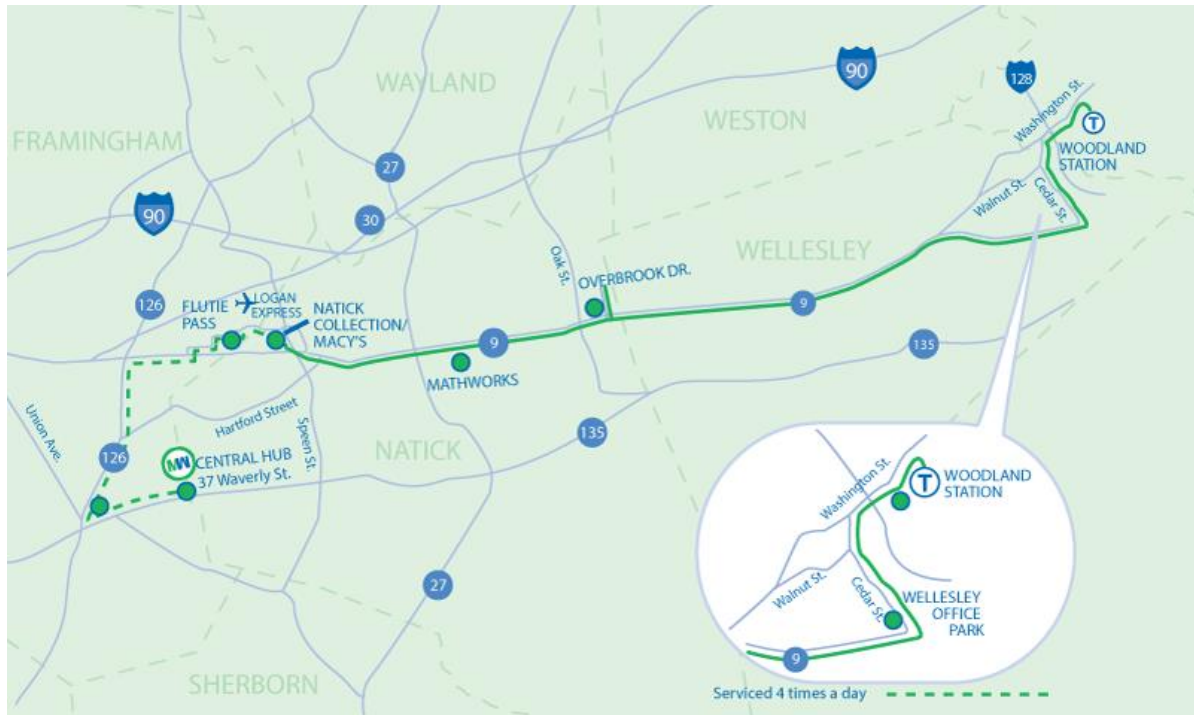 WAYLAND
90
128
Washington St.
WESTON
T
WOODLAND
STATION
FRAMINGHAM
27
30
90
Walnut St.
Cedar St.
WELLESLEY
Oak St.
OVERBROOK DR.
126
FLUTIE
PASS
LOGAN
EXPRESS
NATICK
COLLECTION/
MACY'S
9
9
135
MATHWORKS
Union Ave.
Hartford Street
Speen St.
NATICK
135
126
MW
CENTRAL HUB
37 Waverly St.
27
SHERBORN
Washington St.
T
WOODLAND
STATION
Walnut St.
Cedar St.
WELLESLEY
OFFICE
PARK
9
Serviced 4 times a day